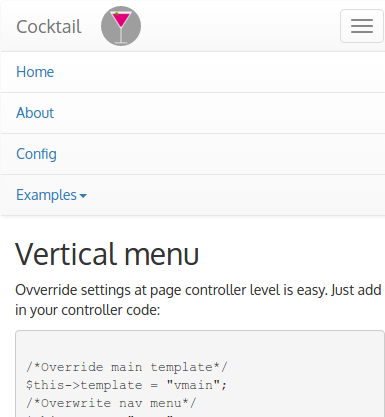 Cocktail
Home
About
Config
Examples
Vertical menu
Ovverride settings at page controller level is easy. Just add
in your controller code:
/*Override main template*/
$this->template = "vmain";
/*Overwrite nav menu*/